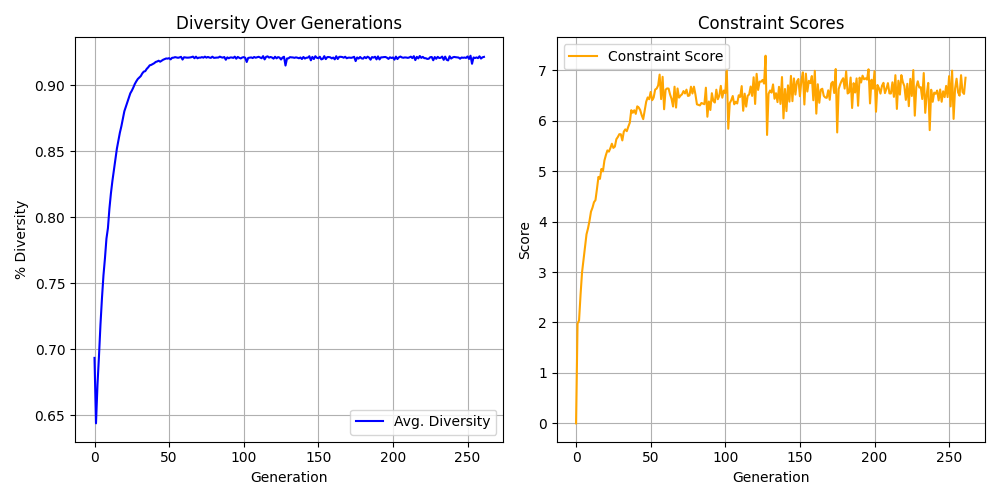 Diversity Over Generations
% Diversity
0.90
0.85
0.80
0.75
0.70
0.65
Avg. Diversity
0 50 100 150 200 250
Generation
Constraint Scores
Constraint Score
Score
7
6
5
4
3
2
1
0
0 50 100 150 200 250
Generation